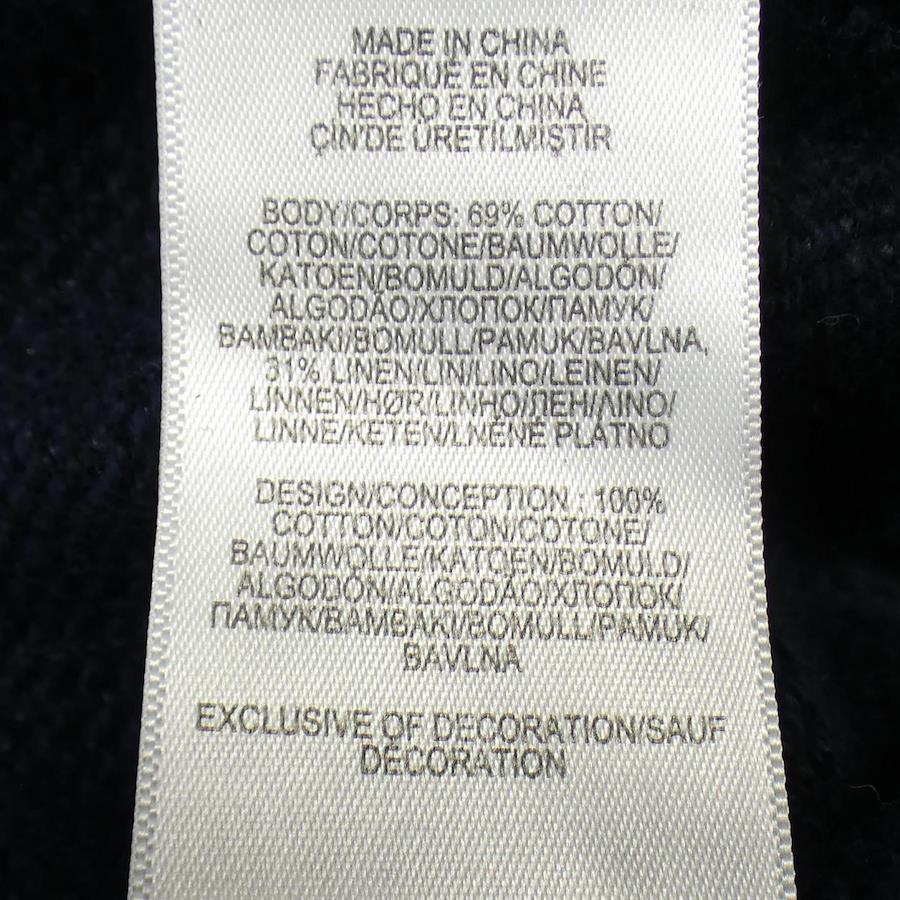 MADE IN CHINA
FABRIQUÉ EN CHINE
HECHO EN CHINA
ÇİN'DE ÜRETİLMİŞTİR
BODY/CORPS: 69% COTTON/
COTON/COTONE/BAUMWOLLE/
KATOEN/BOMULD/ALGODÓN/
ALGODÃO/ХЛОПОК/ПАМУК/
BAMBAKI/BOMULL/PAMUK/BAVLNA,
31% LINEN/LIN/LINO/LEINEN/
LINNEN/HØR/LINHO/ЛЕН/ΛΙΝΟ/
LINNE/KETEN/LNĚNÉ PLÁTNO
DESIGN/CONCEPTION : 100%
COTTON/COTON/COTONE/
BAUMWOLLE/KATOEN/BOMULD/
ALGODÓN/ALGODÃO/ХЛОПОК/
ПАМУК/BAMBAKI/BOMULL/PAMUK/
BAVLNA
EXCLUSIVE OF DECORATION/SAUF
DÉCORATION